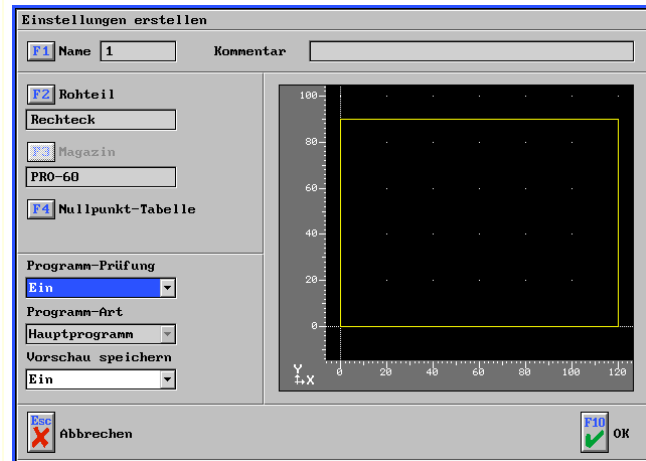 Einstellungen erstellen
F1 Name 1 Kommentar
F2 Rohteil
Rechteck
F3 Magazin
PRO-60
F4 Nullpunkt-Tabelle
Programm-Prüfung
Ein
Programm-Art
Hauptprogramm
Vorschau speichern
Ein
100
80
60
40
20
0
Y
X
0 20 40 60 80 100 120
Esc Abbrechen
F10 OK